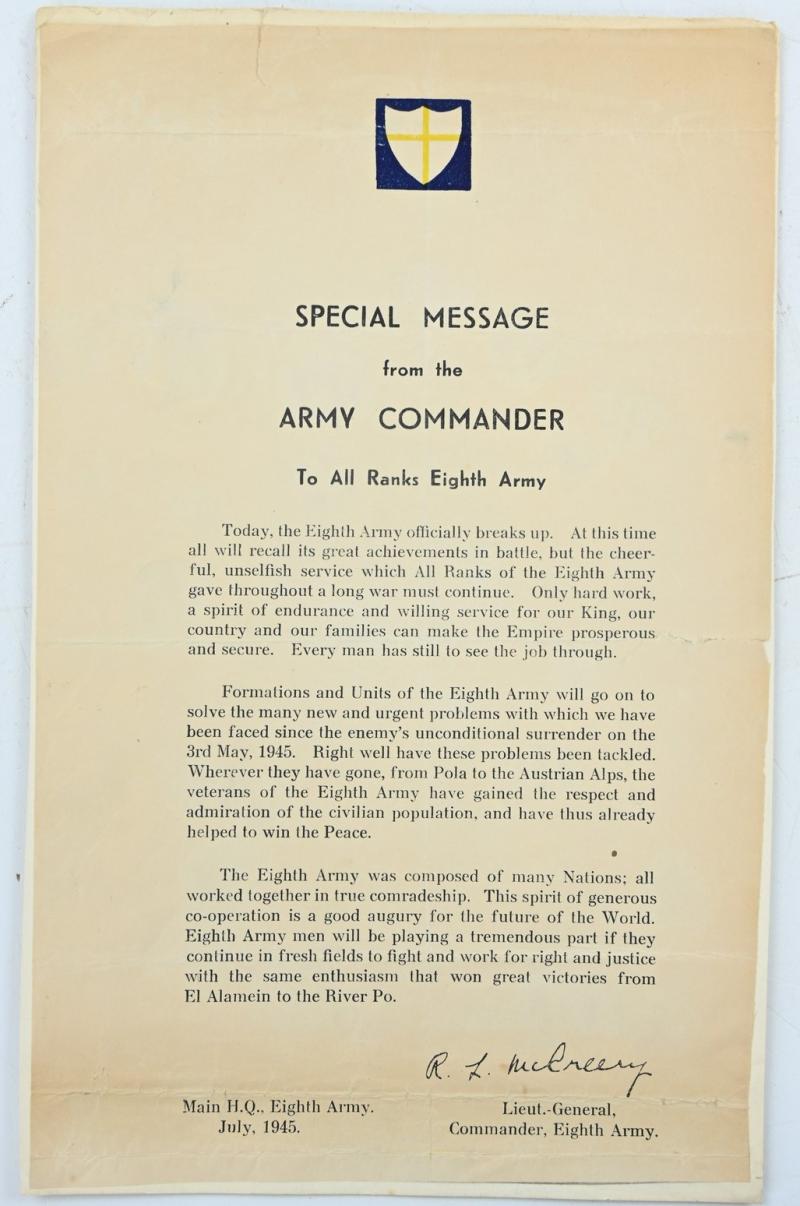 SPECIAL MESSAGE
from the
ARMY COMMANDER
To All Ranks Eighth Army
Today, the Eighth Army officially breaks up. At this time
all will recall its great achievements in battle, but the cheer-
ful, unselfish service which All Ranks of the Eighth Army
gave throughout a long war must continue. Only hard work,
a spirit of endurance and willing service for our King, our
country and our families can make the Empire prosperous
and secure. Every man has still to see the job through.
Formations and Units of the Eighth Army will go on to
solve the many new and urgent problems with which we have
been faced since the enemy's unconditional surrender on the
3rd May, 1945. Right well have these problems been tackled.
Wherever they have gone, from Pola to the Austrian Alps, the
veterans of the Eighth Army have gained the respect and
admiration of the civilian population, and have thus already
helped to win the Peace.
The Eighth Army was composed of many Nations; all
worked together in true comradeship. This spirit of generous
co-operation is a good augury for the future of the World.
Eighth Army men will be playing a tremendous part if they
continue in fresh fields to fight and work for right and justice
with the same enthusiasm that won great victories from
El Alamein to the River Po.
R. L. McCreery
Main H.Q., Eighth Army.
July, 1945.
Lieut.-General,
Commander, Eighth Army.